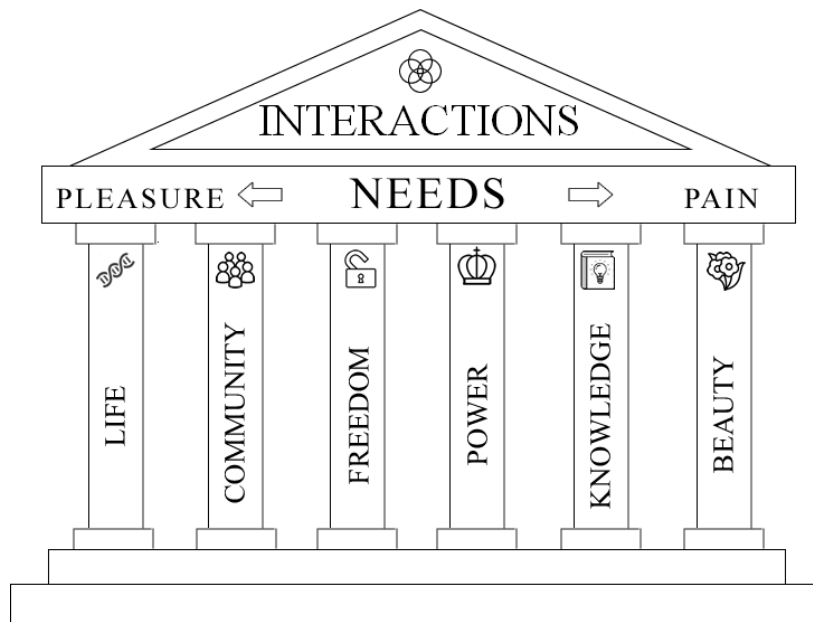 INTERACTIONS
PLEASURE NEEDS PAIN
LIFE
COMMUNITY
FREEDOM
POWER
KNOWLEDGE
BEAUTY